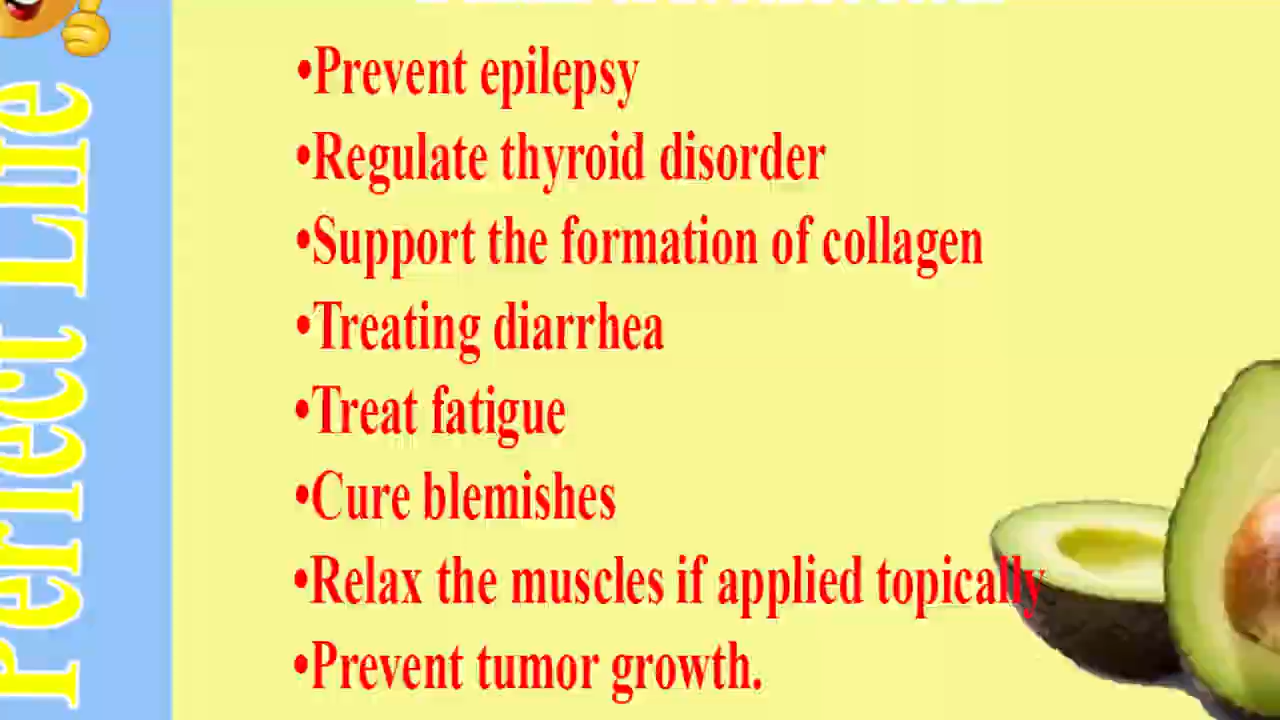 Perfect Life
•Prevent epilepsy
•Regulate thyroid disorder
•Support the formation of collagen
•Treating diarrhea
•Treat fatigue
•Cure blemishes
•Relax the muscles if applied topically
•Prevent tumor growth.